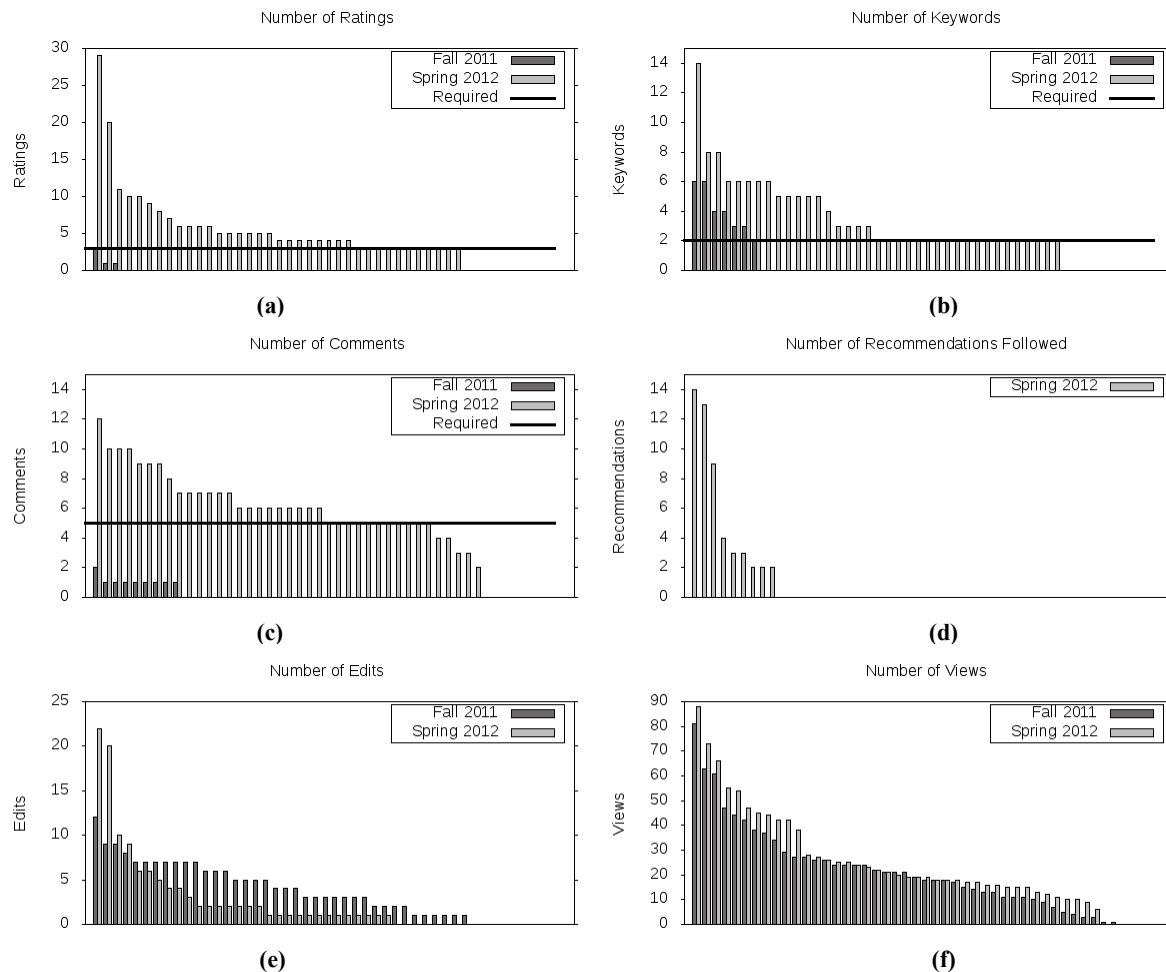 Number of Ratings
30
25
20
15
10
5
0
Ratings
Fall 2011
Spring 2012
Required
(a)
Number of Keywords
14
12
10
8
6
4
2
0
Keywords
Fall 2011
Spring 2012
Required
(b)
Number of Comments
14
12
10
8
6
4
2
0
Comments
Fall 2011
Spring 2012
Required
(c)
Number of Recommendations Followed
14
12
10
8
6
4
2
0
Recommendations
Spring 2012
(d)
Number of Edits
25
20
15
10
5
0
Edits
Fall 2011
Spring 2012
(e)
Number of Views
90
80
70
60
50
40
30
20
10
0
Views
Fall 2011
Spring 2012
(f)